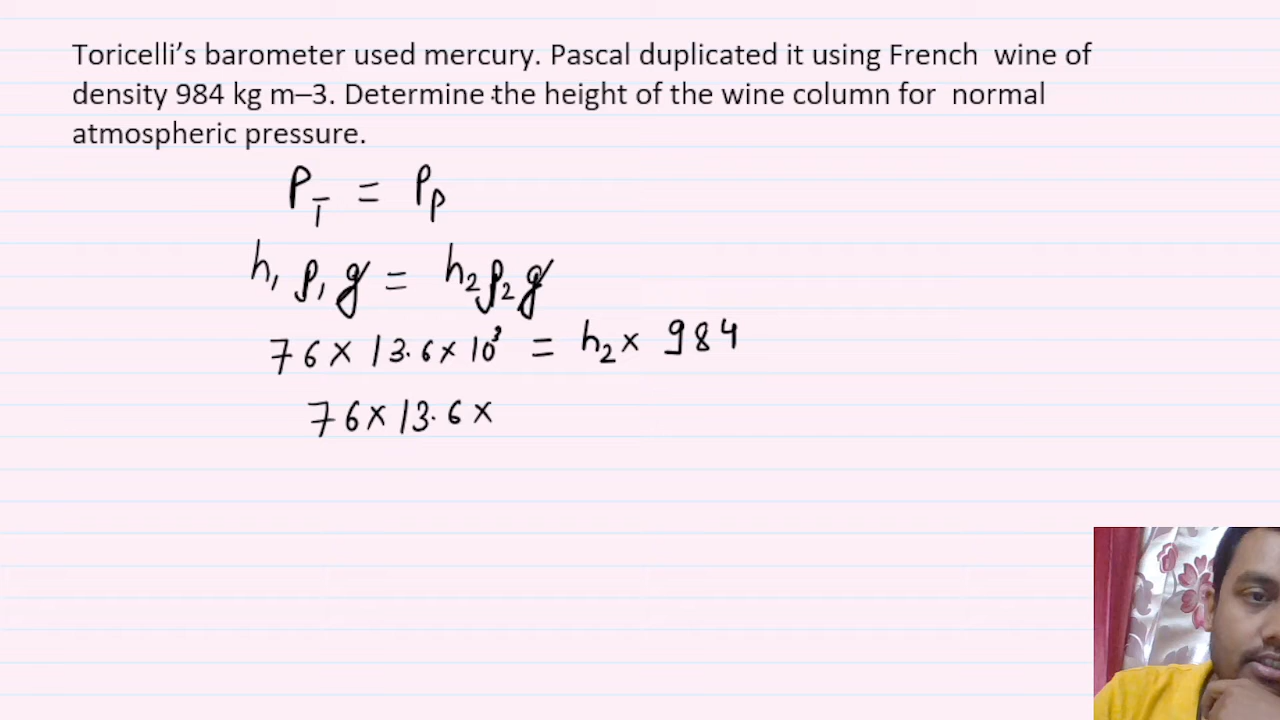 Toricelli’s barometer used mercury. Pascal duplicated it using French wine of
density 984 kg m–3. Determine the height of the wine column for normal
atmospheric pressure.
P_T = P_P
h₁ ρ₁ g = h₂ρ₂g
76 × 13.6 × 10³ = h₂ × 984
76 × 13.6 ×